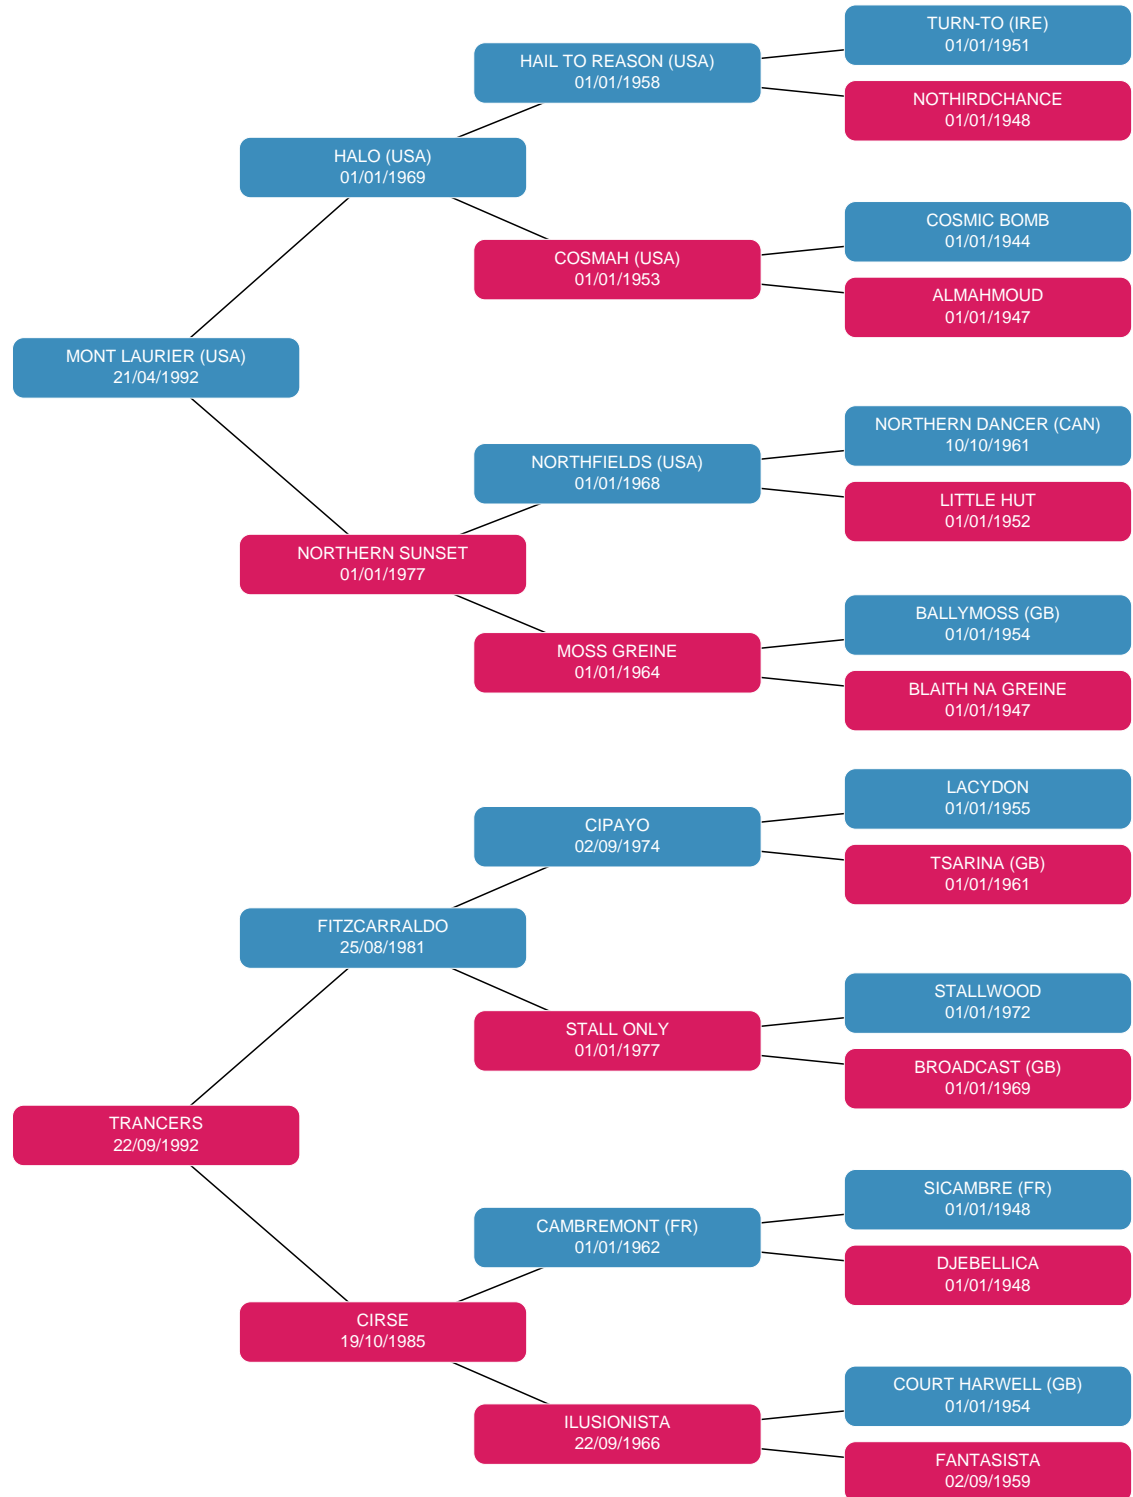 TURN-TO (IRE)
01/01/1951
HAIL TO REASON (USA)
01/01/1958
NOTHIRDCHANCE
01/01/1948
HALO (USA)
01/01/1969
COSMIC BOMB
01/01/1944
COSMAH (USA)
01/01/1953
ALMAHMOUD
01/01/1947
MONT LAURIER (USA)
21/04/1992
NORTHERN DANCER (CAN)
10/10/1961
NORTHFIELDS (USA)
01/01/1968
LITTLE HUT
01/01/1952
NORTHERN SUNSET
01/01/1977
BALLYMOSS (GB)
01/01/1954
MOSS GREINE
01/01/1964
BLAITH NA GREINE
01/01/1947
LACYDON
01/01/1955
CIPAYO
02/09/1974
TSARINA (GB)
01/01/1961
FITZCARRALDO
25/08/1981
STALLWOOD
01/01/1972
STALL ONLY
01/01/1977
BROADCAST (GB)
01/01/1969
TRANCERS
22/09/1992
SICAMBRE (FR)
01/01/1948
CAMBREMONT (FR)
01/01/1962
DJEBELLICA
01/01/1948
CIRSE
19/10/1985
COURT HARWELL (GB)
01/01/1954
ILUSIONISTA
22/09/1966
FANTASISTA
02/09/1959